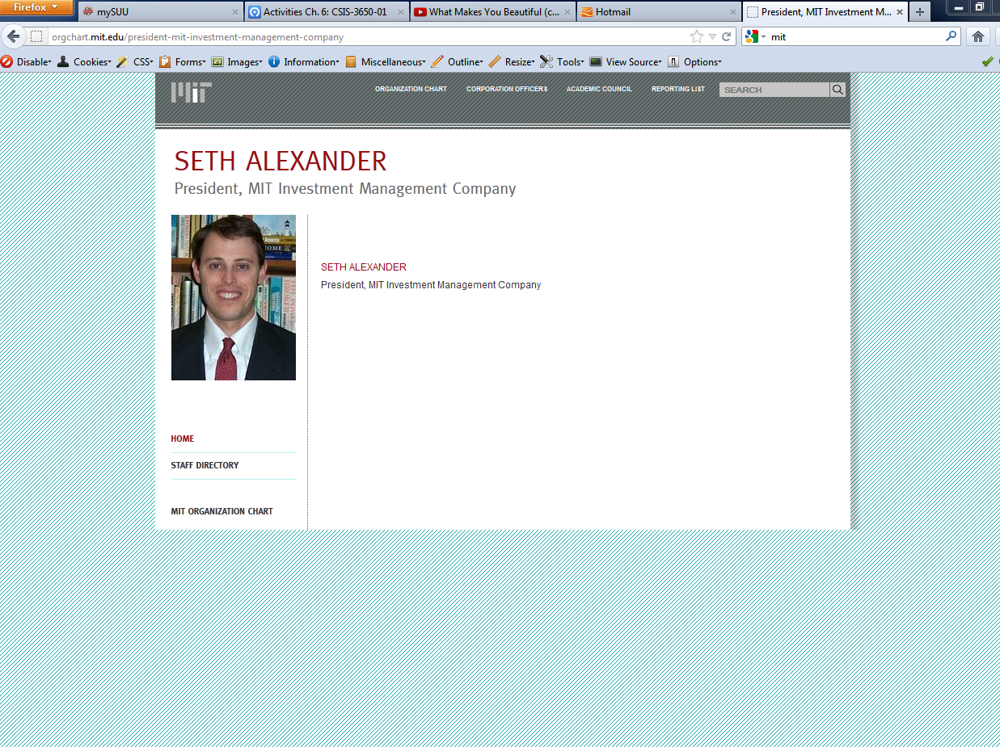 Firefox
mySUU
Activities Ch. 6: CSIS-3650-01
What Makes You Beautiful (c...
Hotmail
President, MIT Investment M...
orgchart.mit.edu/president-mit-investment-management-company
mit
Disable Cookies CSS Forms Images Information Miscellaneous Outline Resize Tools View Source Options
MIT
ORGANIZATION CHART CORPORATION OFFICERS ACADEMIC COUNCIL REPORTING LIST SEARCH
SETH ALEXANDER
President, MIT Investment Management Company
HOME
SETH ALEXANDER
President, MIT Investment Management Company
HOME
STAFF DIRECTORY
MIT ORGANIZATION CHART